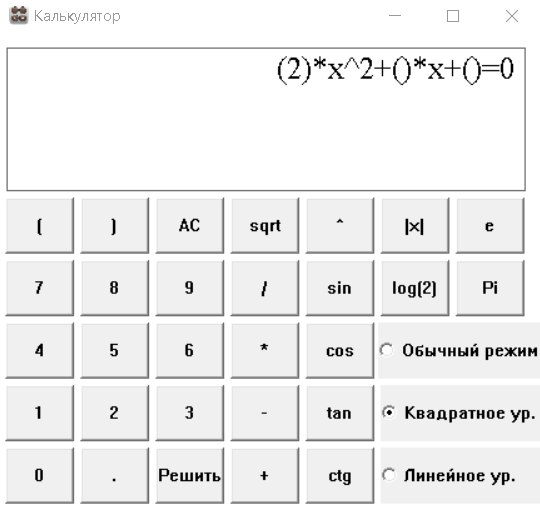 Калькулятор
(2)*x^2+()*x+()=0
( ) AC sqrt ^ |x| e
7 8 9 / sin log(2) Pi
4 5 6 * cos Обычный режим
1 2 3 - tan Квадратное ур.
0 . Решить + ctg Линейное ур.